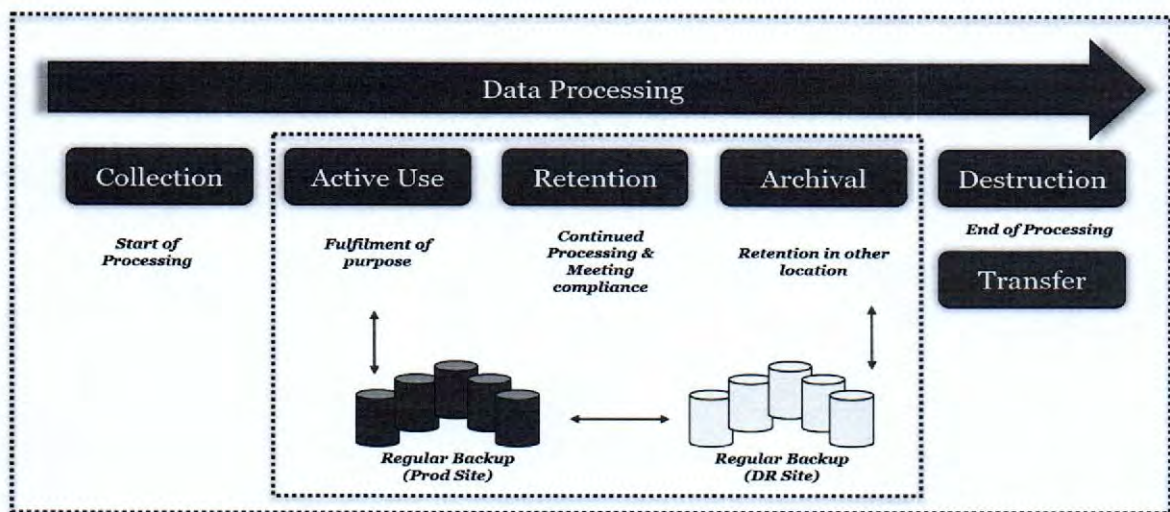 Data Processing
Collection
Active Use
Retention
Archival
Destruction
Start of
Processing
Fulfilment of
purpose
Continued
Processing &
Meeting
compliance
Retention in other
location
End of Processing
Transfer
Regular Backup
(Prod Site)
Regular Backup
(DR Site)